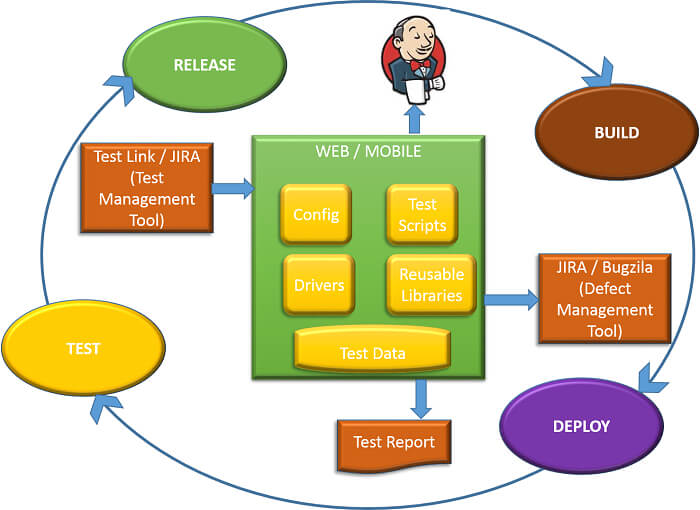 RELEASE
BUILD
Test Link / JIRA
(Test
Management
Tool)
WEB / MOBILE
Config
Test
Scripts
Drivers
Reusable
Libraries
Test Data
JIRA / Bugzila
(Defect
Management
Tool)
TEST
DEPLOY
Test Report